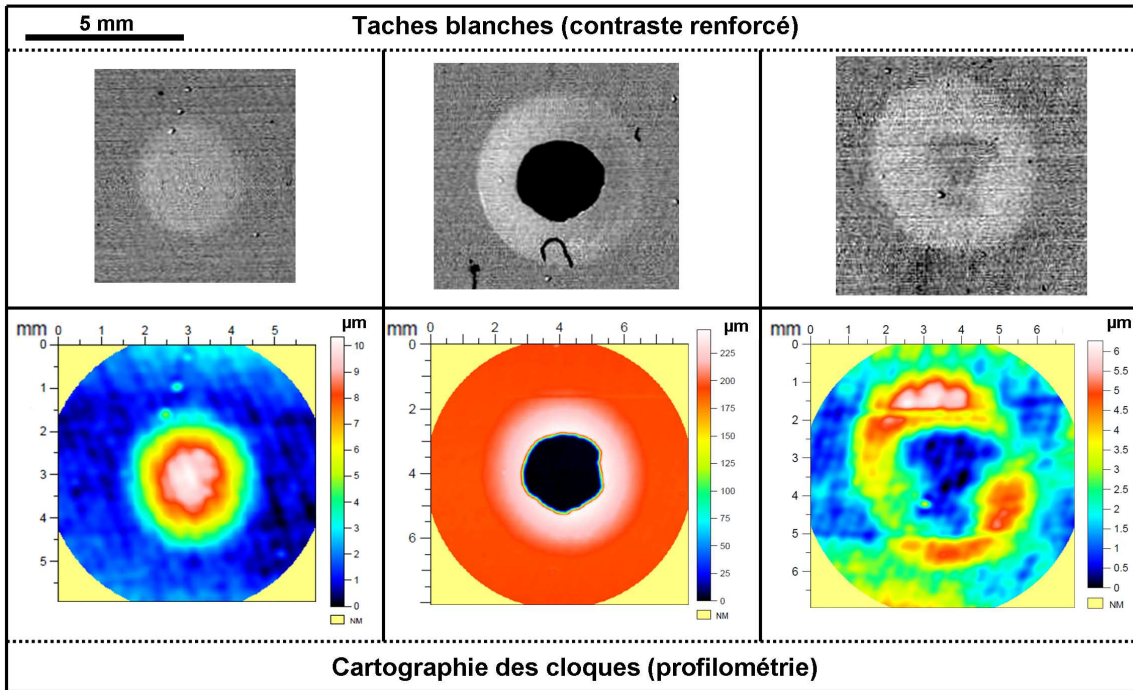 5 mm
Taches blanches (contraste renforcé)
mm 0 1 2 3 4 5 µm
0 1 2 3 4 5
10 9 8 7 6 5 4 3 2 1 0
NM
0 2 4 6 µm
0 2 4 6
225 200 175 150 125 100 75 50 25 0
NM
mm 0 1 2 3 4 5 6 µm
0 1 2 3 4 5 6
6 5.5 5 4.5 4 3.5 3 2.5 2 1.5 1 0.5 0
NM
Cartographie des cloques (profilométrie)